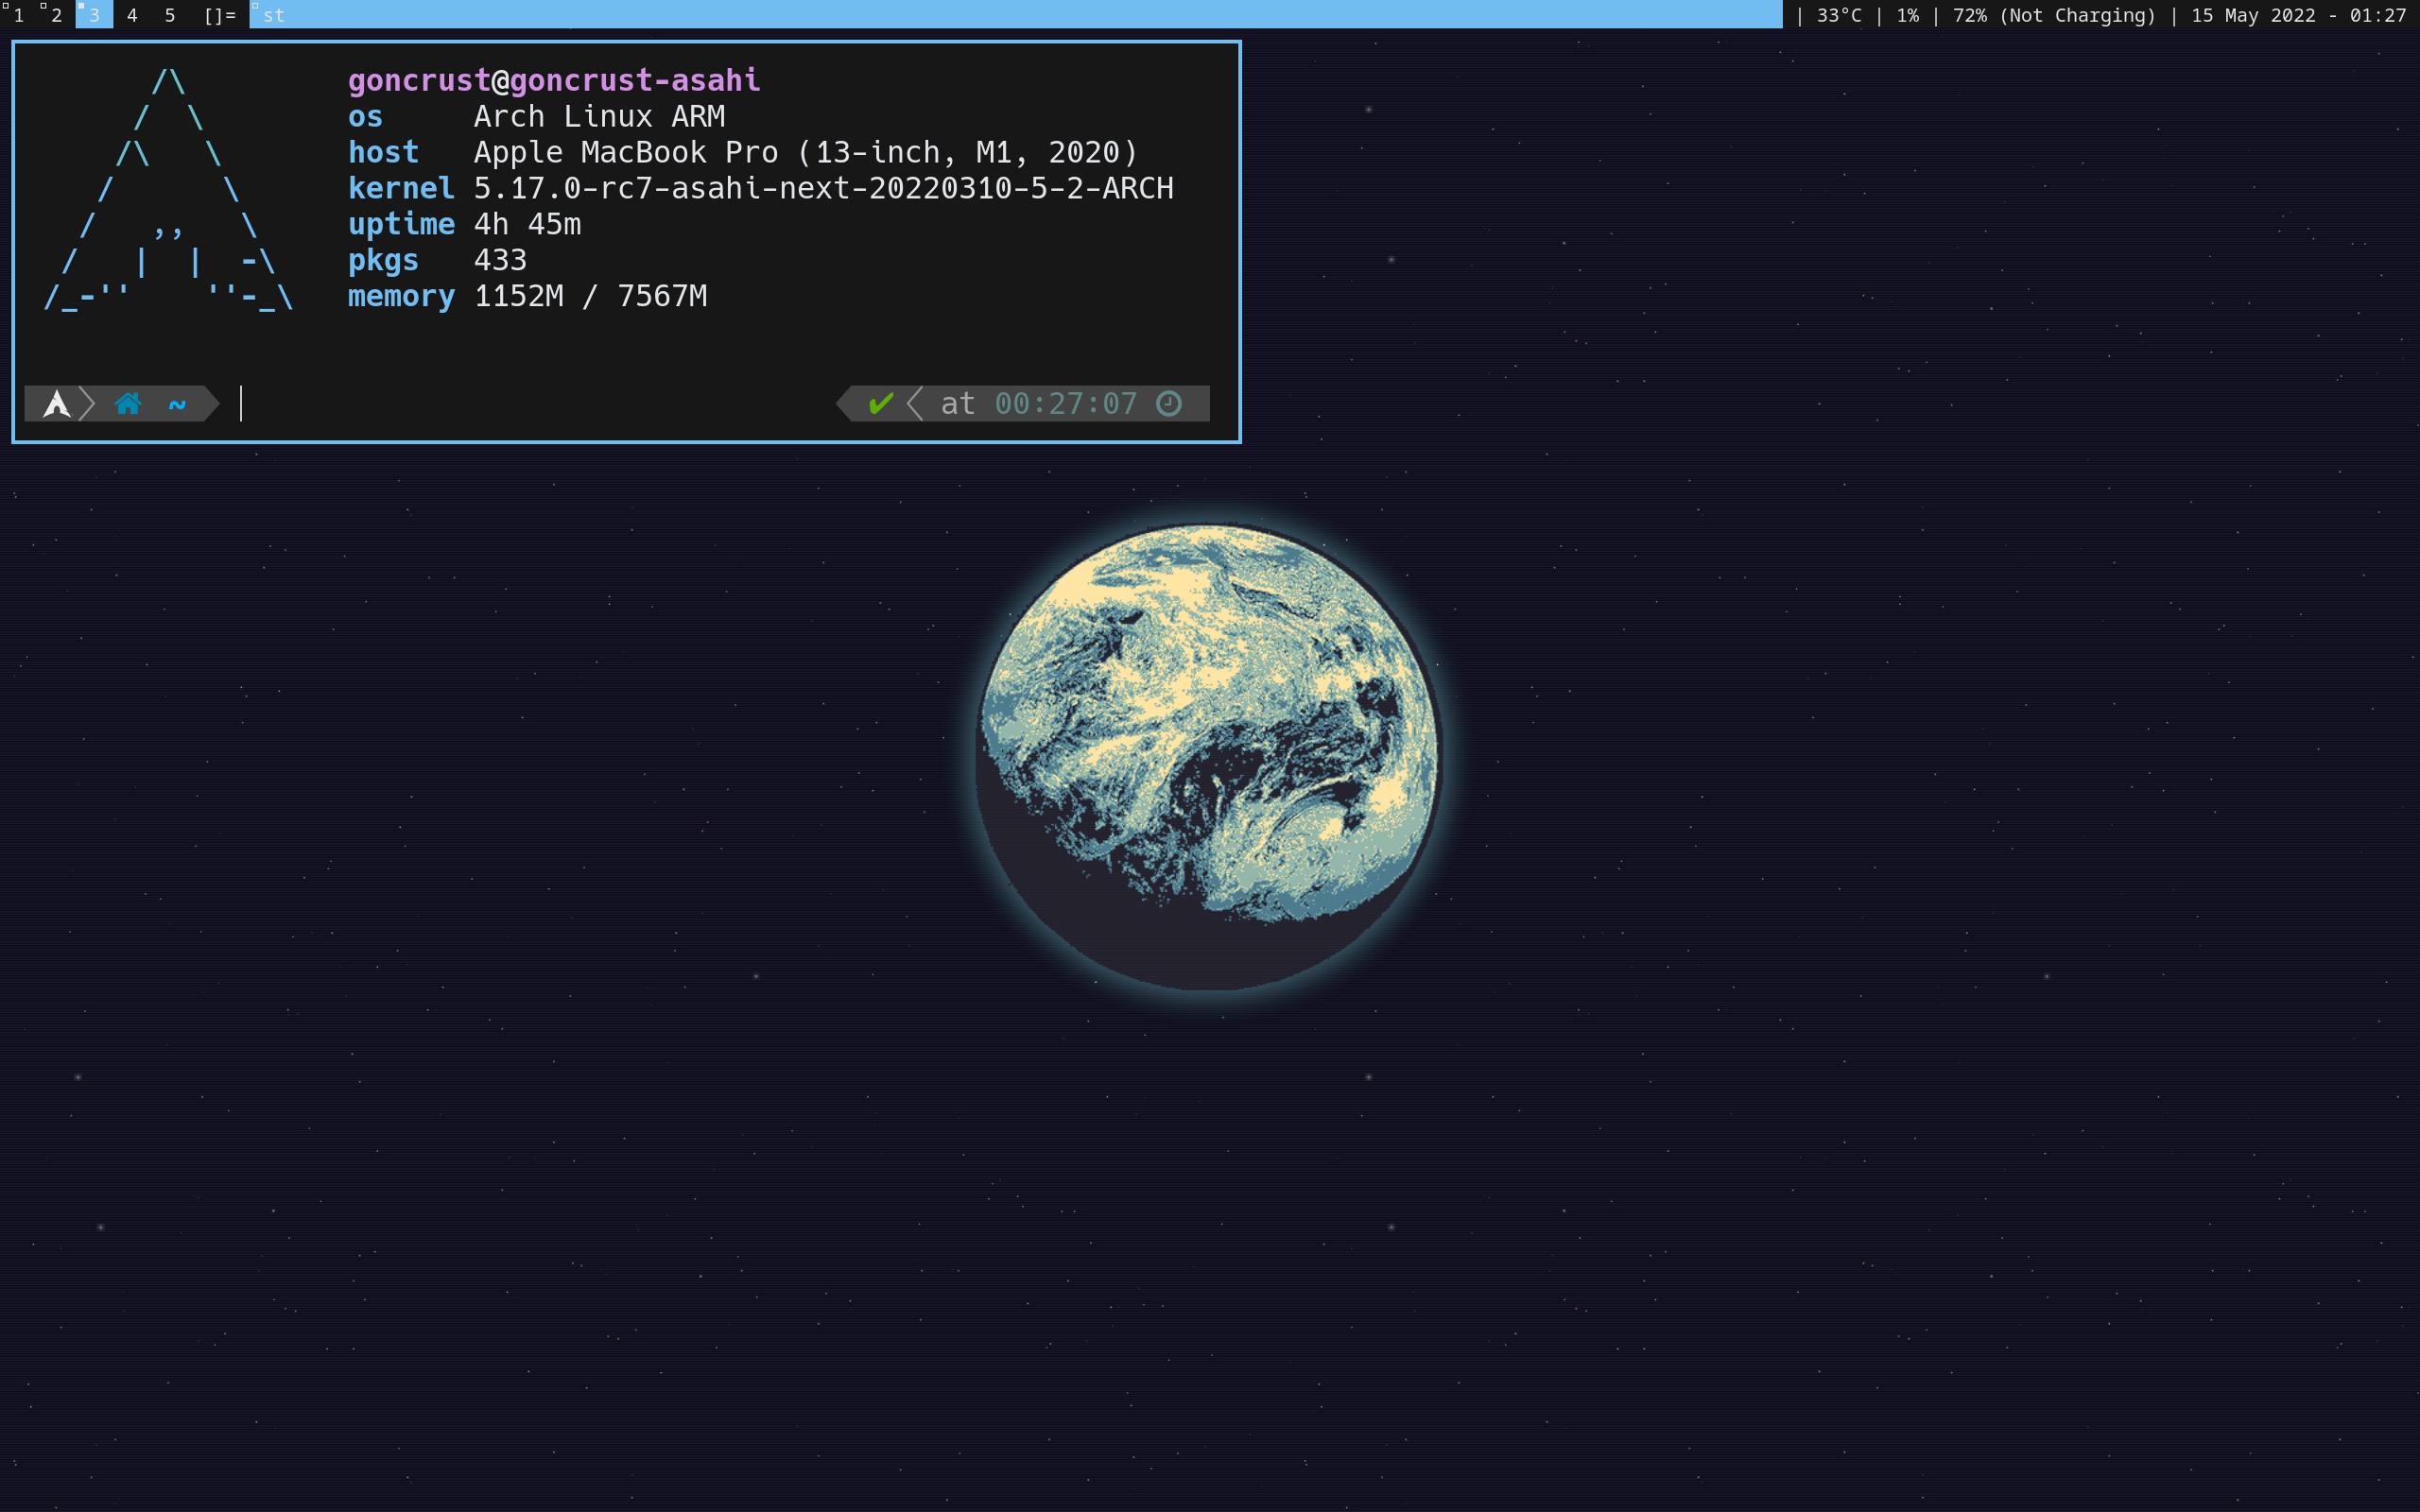 1 2 3 4 5 []= st | 33°C | 1% | 72% (Not Charging) | 15 May 2022 - 01:27
goncrust@goncrust-asahi
os Arch Linux ARM
host Apple MacBook Pro (13-inch, M1, 2020)
kernel 5.17.0-rc7-asahi-next-20220310-5-2-ARCH
uptime 4h 45m
pkgs 433
memory 1152M / 7567M
~ at 00:27:07